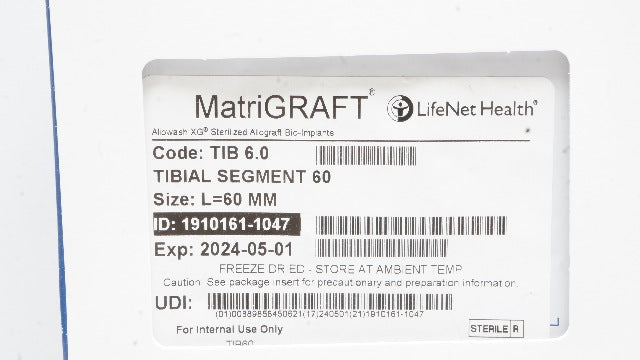 MatriGRAFT® LifeNet Health®
Allowash XG® Sterilized Allograft Bio-Implants
Code: TIB 6.0
TIBIAL SEGMENT 60
Size: L=60 MM
ID: 1910161-1047
Exp: 2024-05-01
FREEZE DRIED - STORE AT AMBIENT TEMP
Caution: See package insert for precautionary and preparation information.
UDI:
(01)00389858450621(17)240501(21)1910161-1047
For Internal Use Only
STERILE R
TIB60